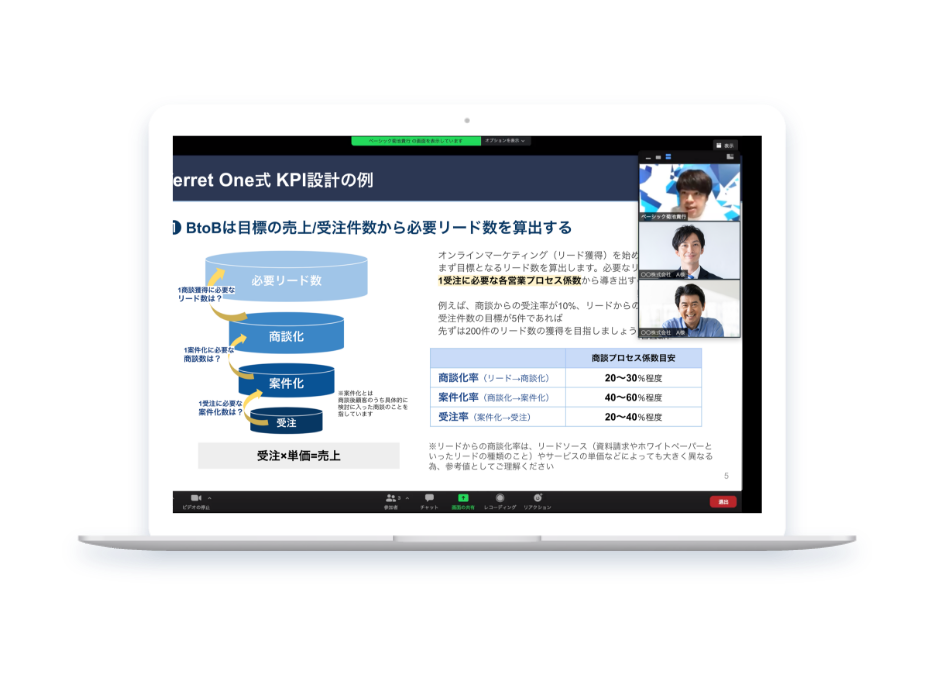 ベーシック菊池貴行 の画面を表示しています
オプションを表示
表示
erret One式 KPI設計の例
BtoBは目標の売上/受注件数から必要リード数を算出する
必要リード数
1商談獲得に必要な
リード数は？
商談化
1案件化に必要な
商談数は？
案件化
1受注に必要な
案件化数は？
受注
※案件化とは
商談後顧客のうち具体的に
検討に入った商談のことを
指しています
受注×単価=売上
オンラインマーケティング（リード獲得）を始め
まず目標となるリード数を算出します。必要なリ
1受注に必要な各営業プロセス係数から導き出す
例えば、商談からの受注率が10%、リードからの
受注件数の目標が5件であれば
先ずは200件のリード数の獲得を目指しましょう
商談プロセス係数目安
商談化率（リード→商談化） 20〜30%程度
案件化率（商談化→案件化） 40〜60%程度
受注率（案件化→受注） 20〜40%程度
※リードからの商談化率は、リードソース（資料請求やホワイトペーパーと
いったリードの種類のこと）やサービスの単価などによっても大きく異なる
為、参考値としてご理解ください
5
ベーシック菊池貴行
〇〇株式会社 A様
〇〇株式会社 A様
ビデオの停止
参加者
3
チャット
画面の共有
レコーディング
リアクション
退出